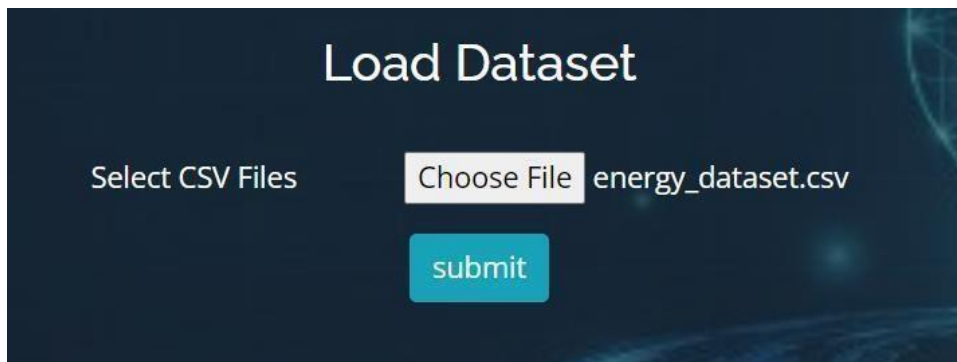 Load Dataset
Select CSV Files Choose File energy_dataset.csv
submit